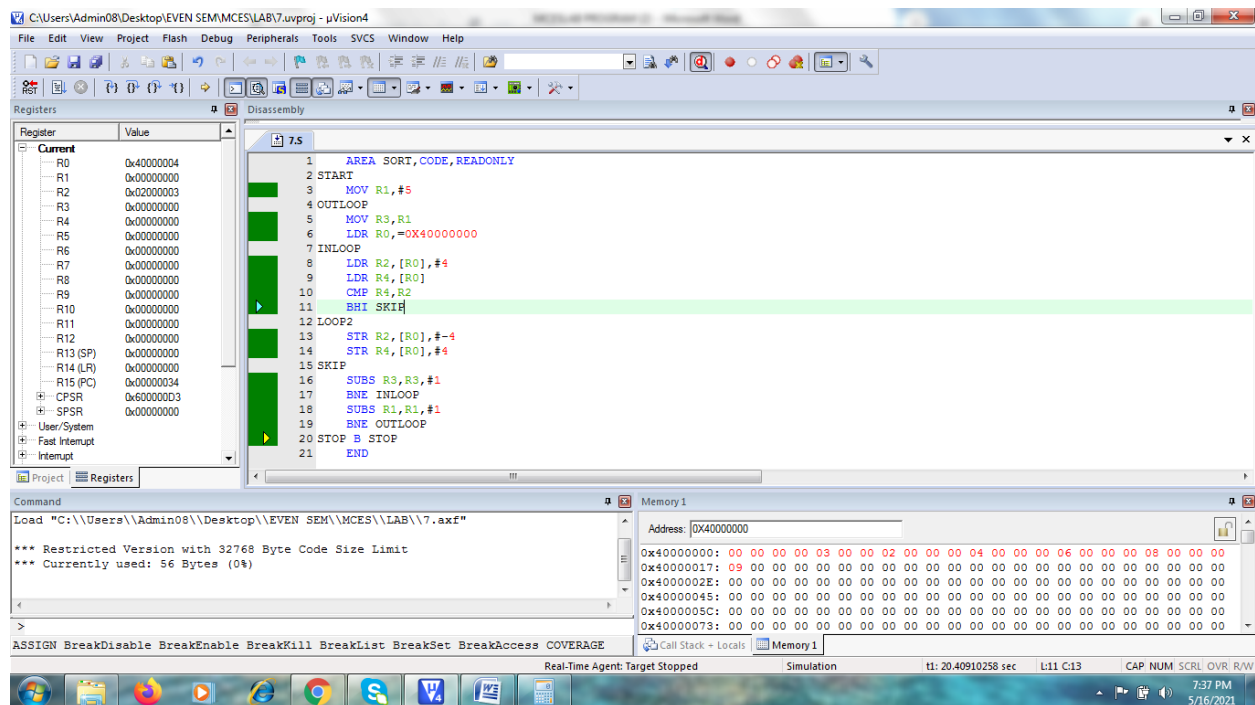 C:\Users\Admin08\Desktop\EVEN SEM\MCES\LAB\7.uvproj - µVision4
File Edit View Project Flash Debug Peripherals Tools SVCS Window Help
Registers
Disassembly
Register Value
Current
R0 0x40000004
R1 0x00000000
R2 0x02000003
R3 0x00000000
R4 0x00000000
R5 0x00000000
R6 0x00000000
R7 0x00000000
R8 0x00000000
R9 0x00000000
R10 0x00000000
R11 0x00000000
R12 0x00000000
R13 (SP) 0x00000000
R14 (LR) 0x00000000
R15 (PC) 0x00000034
CPSR 0x600000D3
SPSR 0x00000000
User/System
Fast Interrupt
Interrupt
Project Registers
7.S
1 AREA SORT,CODE,READONLY
2 START
3 MOV R1,#5
4 OUTLOOP
5 MOV R3,R1
6 LDR R0,=0X40000000
7 INLOOP
8 LDR R2,[R0],#4
9 LDR R4,[R0]
10 CMP R4,R2
11 BHI SKIP
12 LOOP2
13 STR R2,[R0],#-4
14 STR R4,[R0],#4
15 SKIP
16 SUBS R3,R3,#1
17 BNE INLOOP
18 SUBS R1,R1,#1
19 BNE OUTLOOP
20 STOP B STOP
21 END
Command
Load "C:\\Users\\Admin08\\Desktop\\EVEN SEM\\MCES\\LAB\\7.axf"
*** Restricted Version with 32768 Byte Code Size Limit
*** Currently used: 56 Bytes (0%)
>
ASSIGN BreakDisable BreakEnable BreakKill BreakList BreakSet BreakAccess COVERAGE
Memory 1
Address: 0X40000000
0x40000000: 00 00 00 00 03 00 00 02 00 00 00 04 00 00 00 06 00 00 00 08 00 00 00
0x40000017: 09 00 00 00 00 00 00 00 00 00 00 00 00 00 00 00 00 00 00 00 00 00 00
0x4000002E: 00 00 00 00 00 00 00 00 00 00 00 00 00 00 00 00 00 00 00 00 00 00 00
0x40000045: 00 00 00 00 00 00 00 00 00 00 00 00 00 00 00 00 00 00 00 00 00 00 00
0x4000005C: 00 00 00 00 00 00 00 00 00 00 00 00 00 00 00 00 00 00 00 00 00 00 00
0x40000073: 00 00 00 00 00 00 00 00 00 00 00 00 00 00 00 00 00 00 00 00 00 00 00
Call Stack + Locals Memory 1
Real-Time Agent: Target Stopped Simulation t1: 20.40910258 sec L:11 C:13 CAP NUM SCRL OVR R/W
7:37 PM
5/16/2021